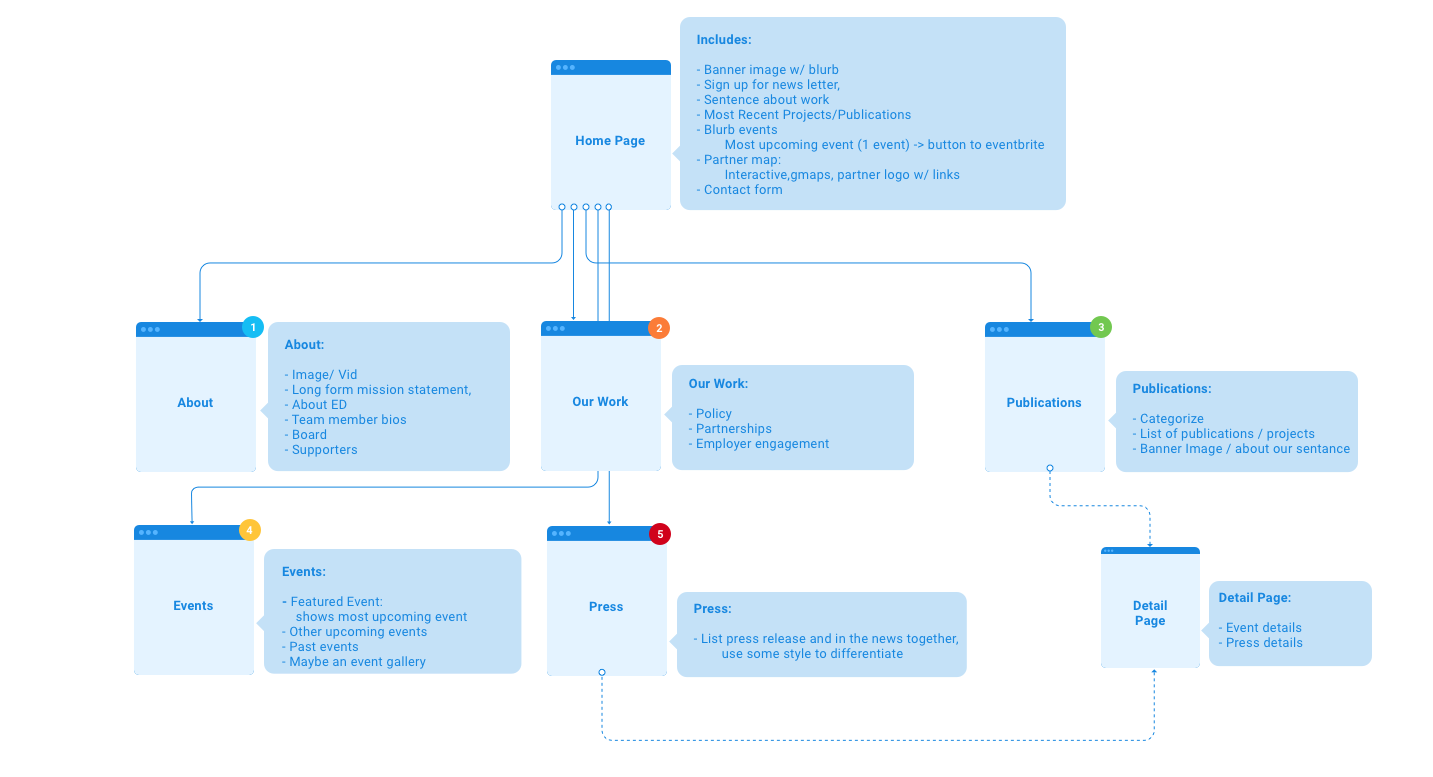 Includes:
- Banner image w/ blurb
- Sign up for news letter,
- Sentence about work
- Most Recent Projects/Publications
- Blurb events
Most upcoming event (1 event) -> button to eventbrite
- Partner map:
Interactive,gmaps, partner logo w/ links
- Contact form
Home Page
1
About
About:
- Image/ Vid
- Long form mission statement,
- About ED
- Team member bios
- Board
- Supporters
2
Our Work
Our Work:
- Policy
- Partnerships
- Employer engagement
3
Publications
Publications:
- Categorize
- List of publications / projects
- Banner Image / about our sentance
4
Events
Events:
- Featured Event:
shows most upcoming event
- Other upcoming events
- Past events
- Maybe an event gallery
5
Press
Press:
- List press release and in the news together,
use some style to differentiate
Detail
Page
Detail Page:
- Event details
- Press details